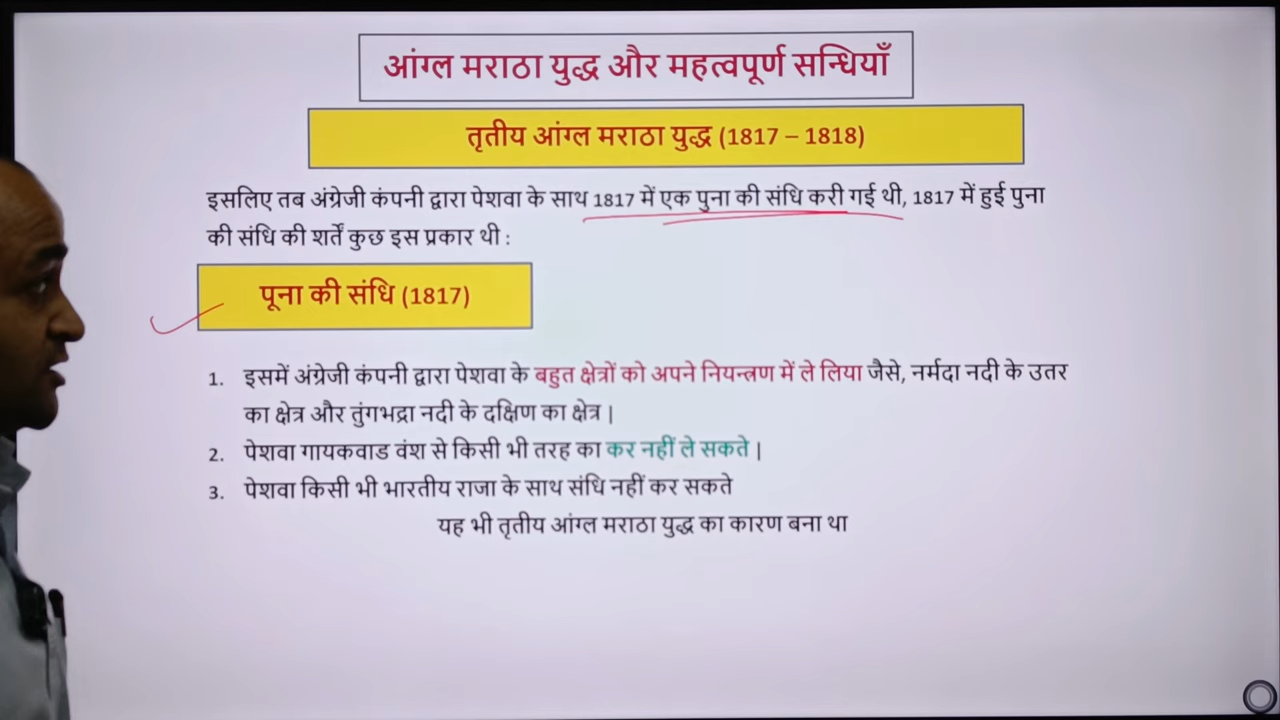 आंग्ल मराठा युद्ध और महत्वपूर्ण सन्धियाँ
तृतीय आंग्ल मराठा युद्ध (1817 – 1818)
इसलिए तब अंग्रेजी कंपनी द्वारा पेशवा के साथ 1817 में एक पुना की संधि करी गई थी, 1817 में हुई पुना
की संधि की शर्तें कुछ इस प्रकार थी :
पूना की संधि (1817)
1. इसमें अंग्रेजी कंपनी द्वारा पेशवा के बहुत क्षेत्रों को अपने नियन्त्रण में ले लिया जैसे, नर्मदा नदी के उतर
का क्षेत्र और तुंगभद्रा नदी के दक्षिण का क्षेत्र |
2. पेशवा गायकवाड वंश से किसी भी तरह का कर नहीं ले सकते |
3. पेशवा किसी भी भारतीय राजा के साथ संधि नहीं कर सकते
यह भी तृतीय आंग्ल मराठा युद्ध का कारण बना था